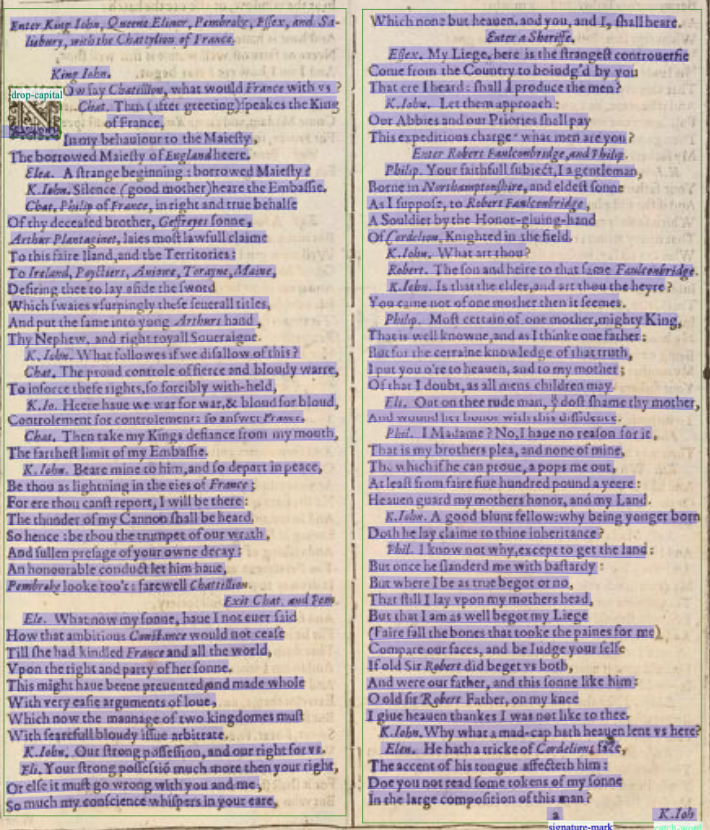 Enter King Iohn, Queene Elinor, Pembroke, Essex, and Sa-
lisbury, with the Chattylion of France.
King Iohn.
drop-capital
NOw say Chatillion, what would France with vs?
Chat. Thus (after greeting) speakes the King
of France,
In my behauiour to the Maiesty,
The borrowed Maiesty of England heere.
Elea. A strange beginning: borrowed Maiesty?
K. Iohn. Silence (good mother) heare the Embassie.
Chat. Philip of France, in right and true behalfe
Of thy deceased brother, Geffreyes sonne,
Arthur Plantaginet, laies most lawfull claime
To this faire Iland, and the Territories:
To Ireland, Poyctiers, Aniowe, Torayne, Maine,
Desiring thee to lay aside the sword
Which swaies vsurpingly these seuerall titles,
And put the same into yong Arthurs hand,
Thy Nephew, and right royall Soueraigne.
K. Iohn. What followes if we disallow of this?
Chat. The proud controle of fierce and bloudy warre,
To inforce these rights, so forcibly with-held,
K. Io. Heere haue we war for war, & bloud for bloud,
Controlement for controlement: so answer France.
Chat. Then take my Kings defiance from my mouth,
The farthest limit of my Embassie.
K. Iohn. Beare mine to him, and so depart in peace,
Be thou as lightning in the eies of France;
For ere thou canst report, I will be there:
The thunder of my Cannon shall be heard.
So hence: be thou the trumpet of our wrath,
And sullen presage of your owne decay:
An honourable conduct let him haue,
Pembroke looke too't: farewell Chattillion.
Exit Chat. and Pem.
Ele. What now my sonne, haue I not euer said
How that ambitious Constance would not cease
Till she had kindled France and all the world,
Vpon the right and party of her sonne.
This might haue beene preuented, and made whole
With very easie arguments of loue,
Which now the mannage of two kingdomes must
With fearefull bloudy issue arbitrate.
K. Iohn. Our strong possession, and our right for vs.
Eli. Your strong possessiō much more then your right,
Or else it must go wrong with you and me,
So much my conscience whispers in your eare,
Which none but heauen, and you, and I, shall heare.
Enter a Sheriffe.
Essex. My Liege, here is the strangest controuersie
Come from the Country to be iudg'd by you
That ere I heard: shall I produce the men?
K. Iohn. Let them approach:
Our Abbies and our Priories shall pay
This expeditious charge: what men are you?
Enter Robert Faulconbridge, and Philip.
Philip. Your faithfull subiect, I a gentleman,
Borne in Northamptonshire, and eldest sonne
As I suppose, to Robert Faulconbridge,
A Souldier by the Honor-giuing-hand
Of Cordelion, Knighted in the field.
K. Iohn. What art thou?
Robert. The son and heire to that same Faulconbridge.
K. Iohn. Is that the elder, and art thou the heyre?
You came not of one mother then it seemes.
Philip. Most certain of one mother, mighty King,
That is well knowne, and as I thinke one father:
But for the certaine knowledge of that truth,
I put you o're to heauen, and to my mother;
Of that I doubt, as all mens children may.
Eli. Out on thee rude man, ẙ dost shame thy mother,
And wound her honor with this diffidence.
Phil. I Madame? No, I haue no reason for it,
That is my brothers plea, and none of mine,
The which if he can proue, a pops me out,
At least from faire fiue hundred pound a yeere:
Heauen guard my mothers honor, and my Land.
K. Iohn. A good blunt fellow: why being yonger born
Doth he lay claime to thine inheritance?
Phil. I know not why, except to get the land:
But once he slanderd me with bastardy:
But where I be as true begot or no,
That still I lay vpon my mothers head,
But that I am as well begot my Liege
(Faire fall the bones that tooke the paines for me)
Compare our faces, and be Iudge your selfe
If old Sir Robert did beget vs both,
And were our father, and this sonne like him:
O old sir Robert Father, on my knee
I giue heauen thankes I was not like to thee.
K. Iohn. Why what a mad-cap hath heauen lent vs here?
Elen. He hath a tricke of Cordelions face,
The accent of his tongue affecteth him:
Doe you not read some tokens of my sonne
In the large composition of this man?
a
K. Ioh
signature-mark
catch-word